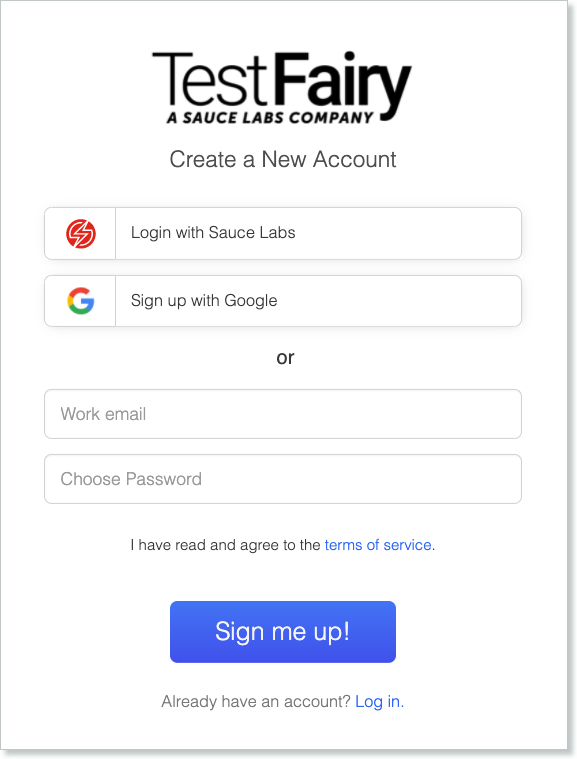 TestFairy
A SAUCE LABS COMPANY
Create a New Account
Login with Sauce Labs
Sign up with Google
or
Work email
Choose Password
I have read and agree to the terms of service.
Sign me up!
Already have an account? Log in.